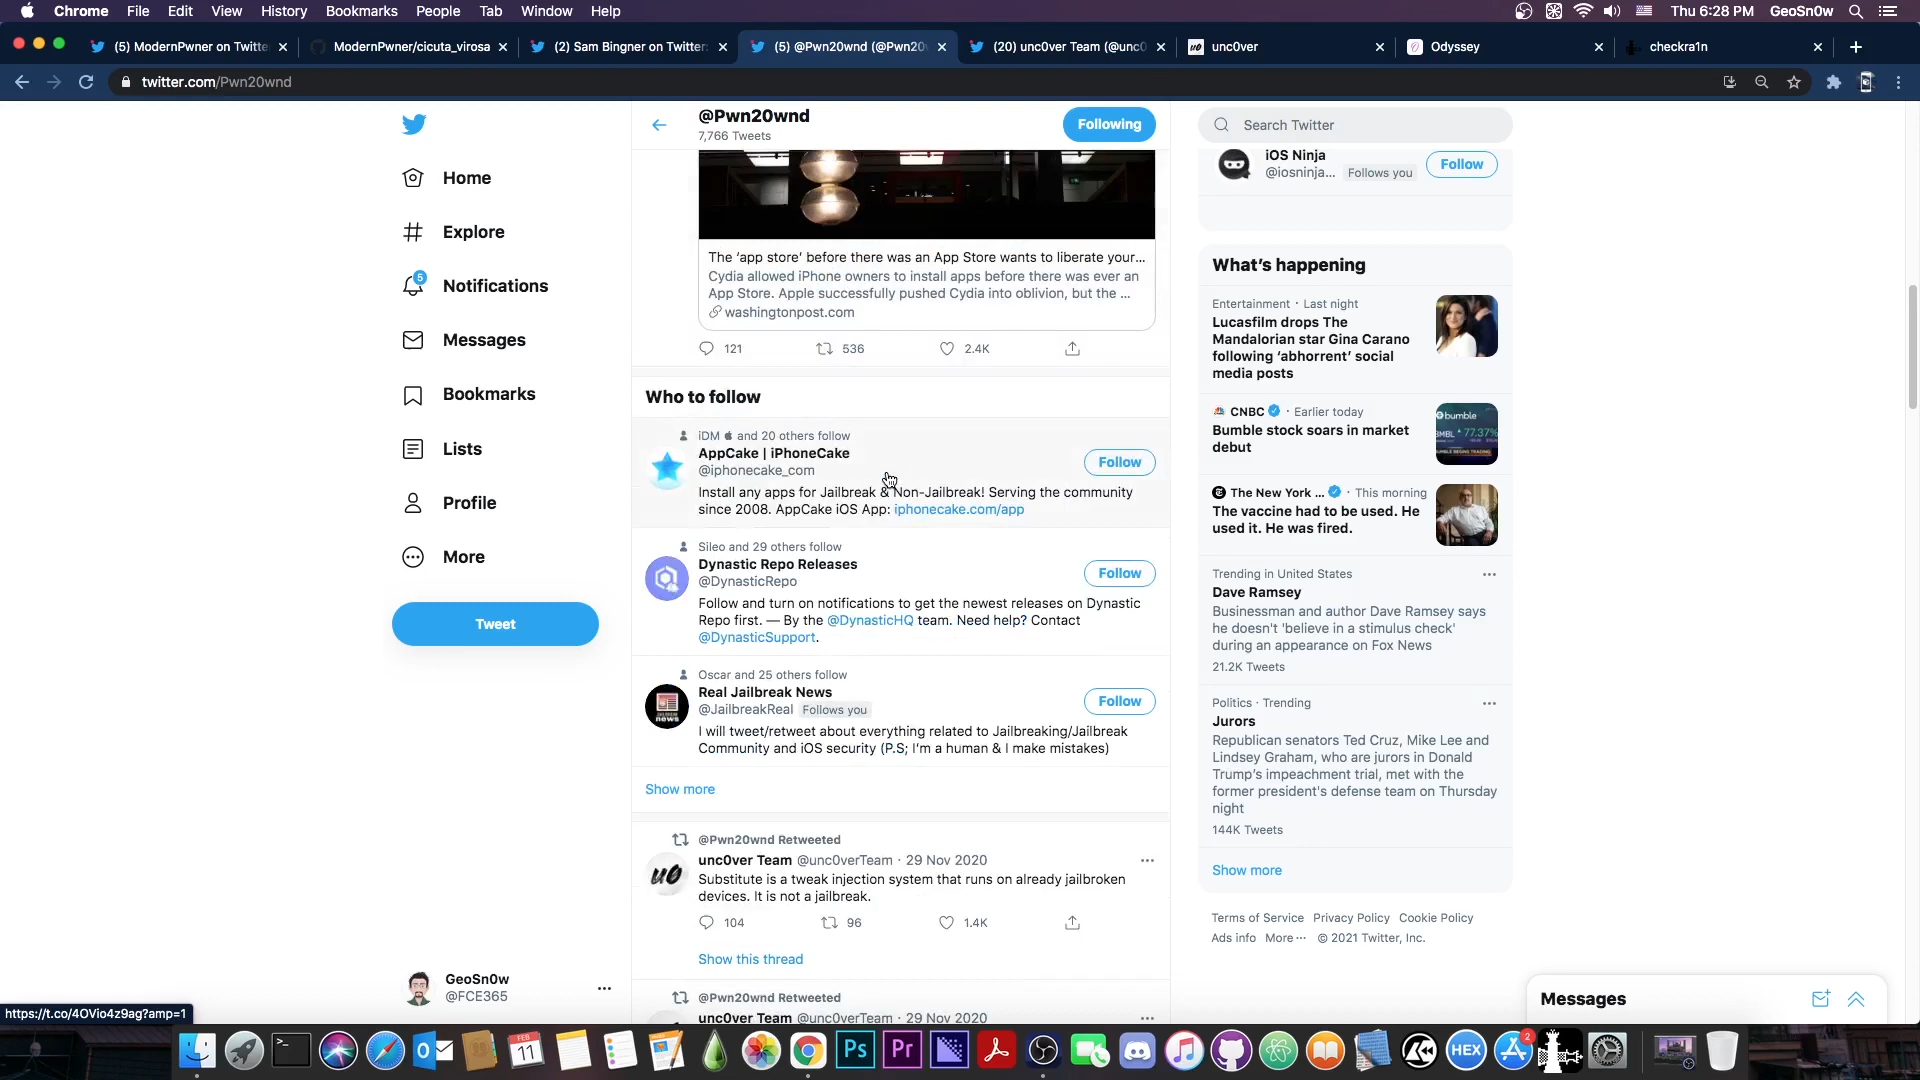 Chrome File Edit View History Bookmarks People Tab Window Help
Thu 6:28 PM GeoSn0w
(5) ModernPwner on Twitte
ModernPwner/cicuta_virosa
(2) Sam Bingner on Twitter:
(5) @Pwn20wnd (@Pwn20
(20) unc0ver Team (@unc0
unc0ver
Odyssey
checkra1n
twitter.com/Pwn20wnd
Home
Explore
5
Notifications
Messages
Bookmarks
Lists
Profile
More
Tweet
GeoSn0w
@FCE365
https://t.co/4OVio4z9ag?amp=1
@Pwn20wnd
7,766 Tweets
Following
The ‘app store’ before there was an App Store wants to liberate your...
Cydia allowed iPhone owners to install apps before there was ever an
App Store. Apple successfully pushed Cydia into oblivion, but the ...
washingtonpost.com
121 536 2.4K
Who to follow
iDM and 20 others follow
AppCake | iPhoneCake
@iphonecake_com
Follow
Install any apps for Jailbreak & Non-Jailbreak! Serving the community
since 2008. AppCake iOS App: iphonecake.com/app
Sileo and 29 others follow
Dynastic Repo Releases
@DynasticRepo
Follow
Follow and turn on notifications to get the newest releases on Dynastic
Repo first. — By the @DynasticHQ team. Need help? Contact
@DynasticSupport.
Oscar and 25 others follow
Real Jailbreak News
@JailbreakReal Follows you
Follow
I will tweet/retweet about everything related to Jailbreaking/Jailbreak
Community and iOS security (P.S; I'm a human & I make mistakes)
Show more
@Pwn20wnd Retweeted
unc0ver Team @unc0verTeam · 29 Nov 2020
Substitute is a tweak injection system that runs on already jailbroken
devices. It is not a jailbreak.
104 96 1.4K
Show this thread
@Pwn20wnd Retweeted
unc0ver Team @unc0verTeam · 29 Nov 2020
Search Twitter
iOS Ninja
@iosninja... Follows you
Follow
What’s happening
Entertainment · Last night
Lucasfilm drops The
Mandalorian star Gina Carano
following ‘abhorrent’ social
media posts
CNBC · Earlier today
Bumble stock soars in market
debut
The New York ... · This morning
The vaccine had to be used. He
used it. He was fired.
Trending in United States
Dave Ramsey
Businessman and author Dave Ramsey says
he doesn't 'believe in a stimulus check'
during an appearance on Fox News
21.2K Tweets
Politics · Trending
Jurors
Republican senators Ted Cruz, Mike Lee and
Lindsey Graham, who are jurors in Donald
Trump's impeachment trial, met with the
former president's defense team on Thursday
night
144K Tweets
Show more
Terms of Service Privacy Policy Cookie Policy
Ads info More ··· © 2021 Twitter, Inc.
Messages
FEB
11
Ps
Pr
HEX
2